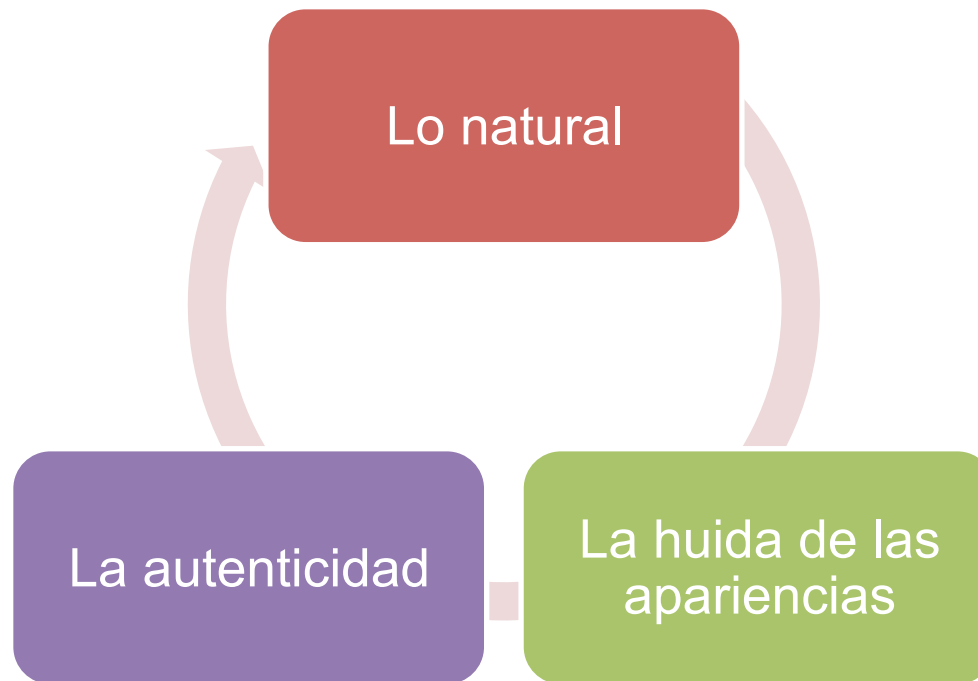 Lo natural
La autenticidad
La huida de las
apariencias